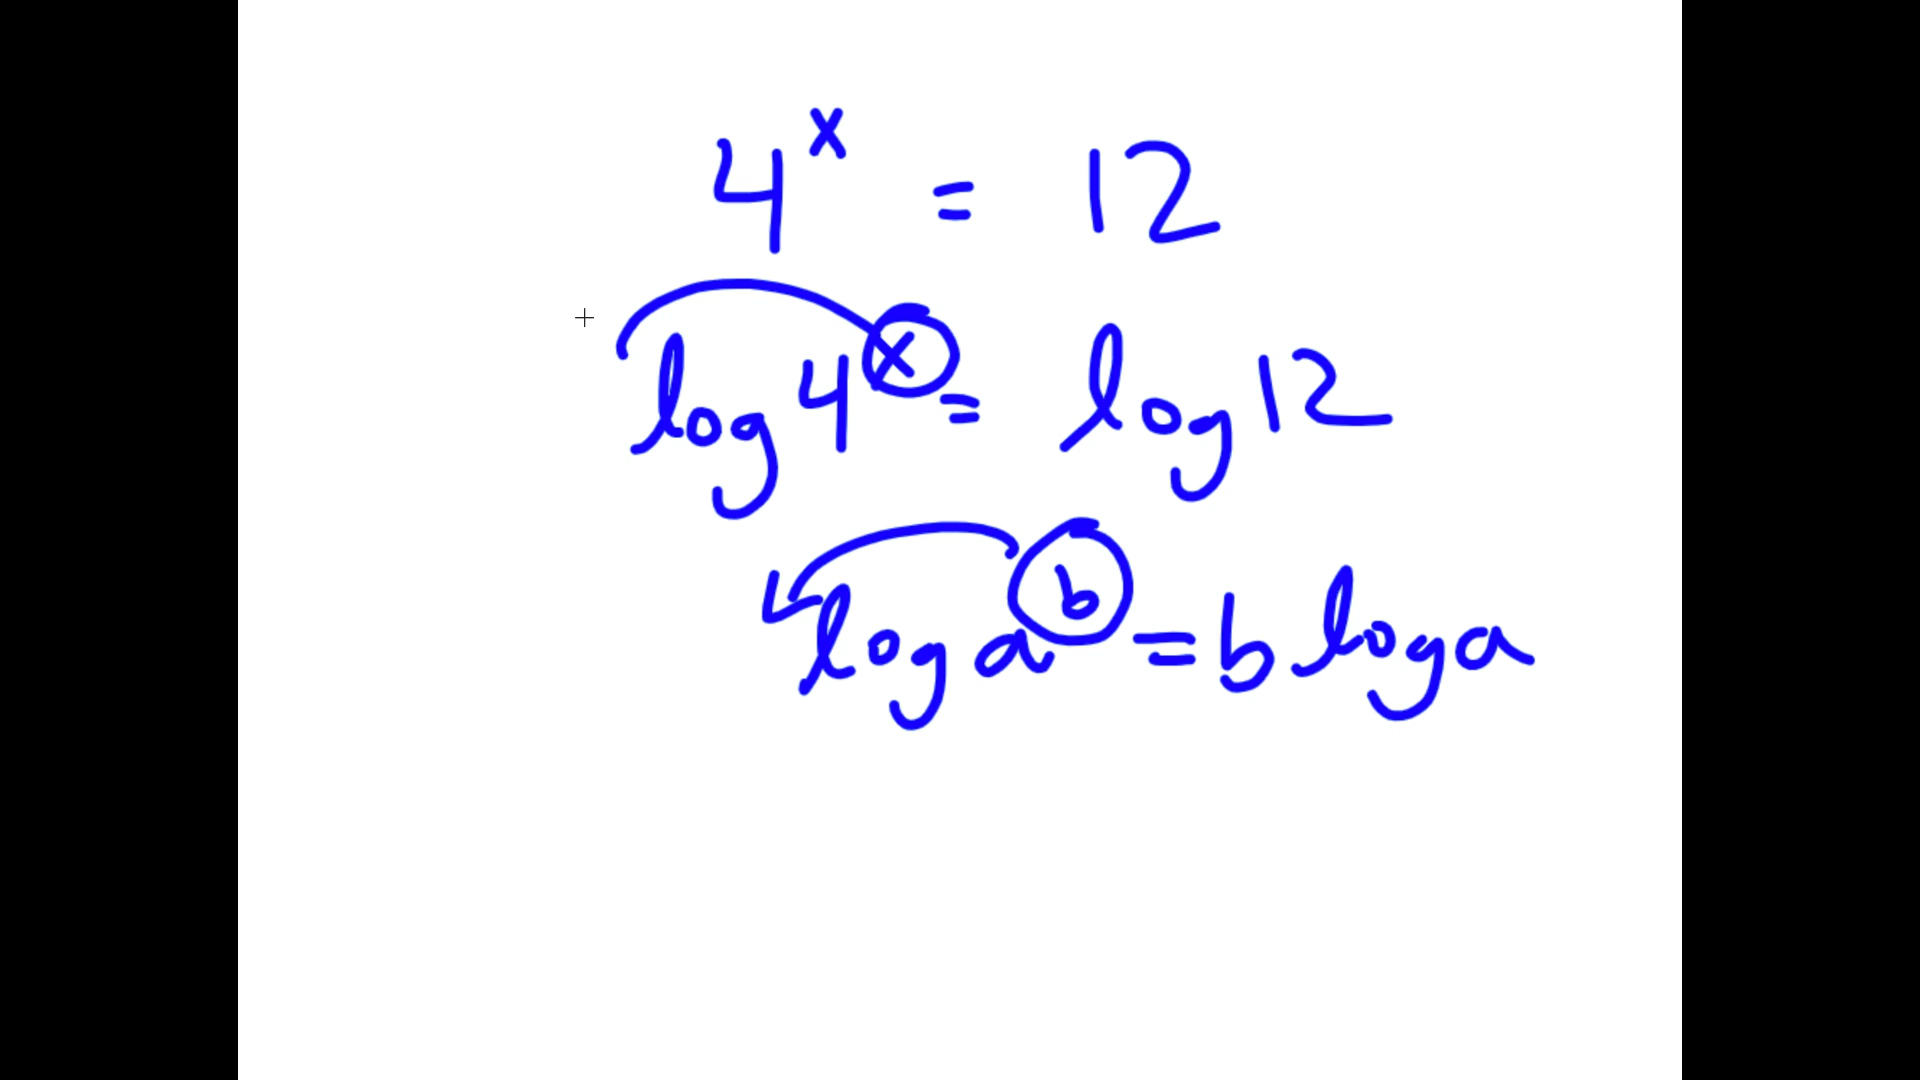 4^x = 12
log 4^x = log 12
log a^b = b log a